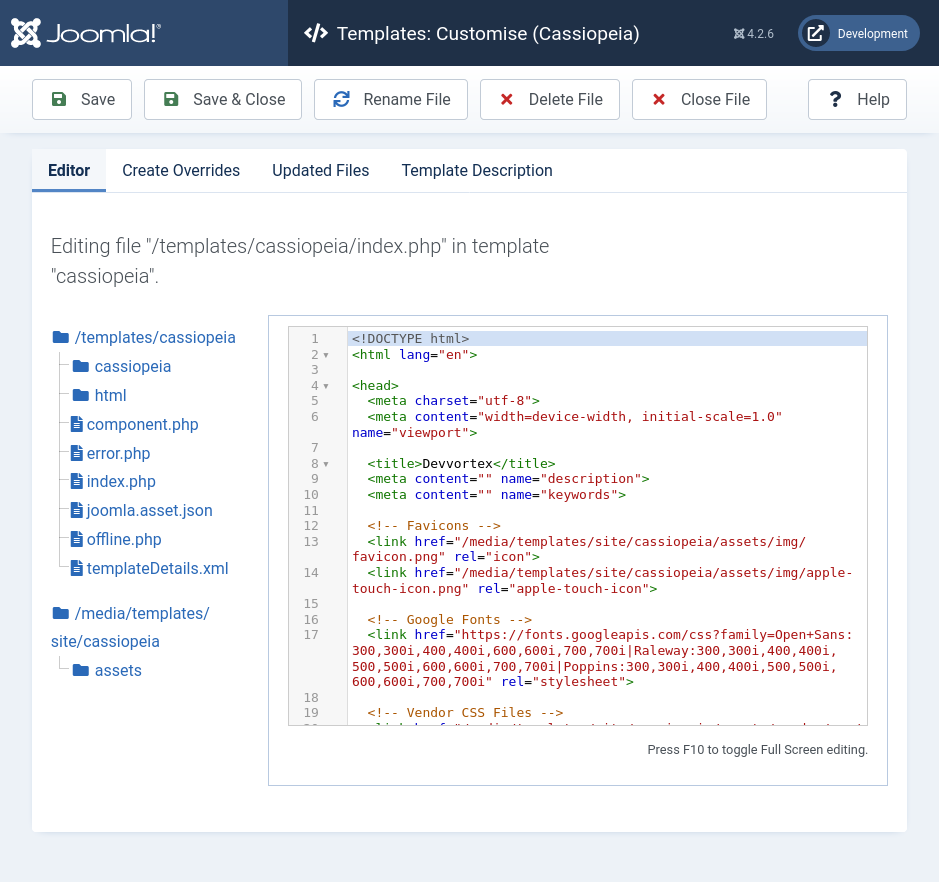 Joomla!®
Templates: Customise (Cassiopeia)
4.2.6
Development
Save
Save & Close
Rename File
Delete File
Close File
? Help
Editor
Create Overrides
Updated Files
Template Description
Editing file "/templates/cassiopeia/index.php" in template
"cassiopeia".
/templates/cassiopeia
cassiopeia
html
component.php
error.php
index.php
joomla.asset.json
offline.php
templateDetails.xml
/media/templates/
site/cassiopeia
assets
1 <!DOCTYPE html>
2 <html lang="en">
3
4 <head>
5 <meta charset="utf-8">
6 <meta content="width=device-width, initial-scale=1.0"
name="viewport">
7
8 <title>Devvortex</title>
9 <meta content="" name="description">
10 <meta content="" name="keywords">
11
12 <!-- Favicons -->
13 <link href="/media/templates/site/cassiopeia/assets/img/
favicon.png" rel="icon">
14 <link href="/media/templates/site/cassiopeia/assets/img/apple-
touch-icon.png" rel="apple-touch-icon">
15
16 <!-- Google Fonts -->
17 <link href="https://fonts.googleapis.com/css?family=Open+Sans:
300,300i,400,400i,600,600i,700,700i|Raleway:300,300i,400,400i,
500,500i,600,600i,700,700i|Poppins:300,300i,400,400i,500,500i,
600,600i,700,700i" rel="stylesheet">
18
19 <!-- Vendor CSS Files -->
Press F10 to toggle Full Screen editing.